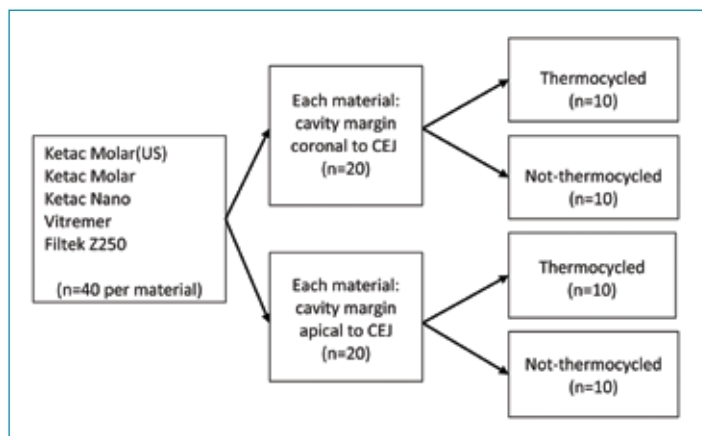 Ketac Molar(US)
Ketac Molar
Ketac Nano
Vitremer
Filtek Z250
(n=40 per material)
Each material:
cavity margin
coronal to CEJ
(n=20)
Each material:
cavity margin
apical to CEJ
(n=20)
Thermocycled
(n=10)
Not-thermocycled
(n=10)
Thermocycled
(n=10)
Not-thermocycled
(n=10)